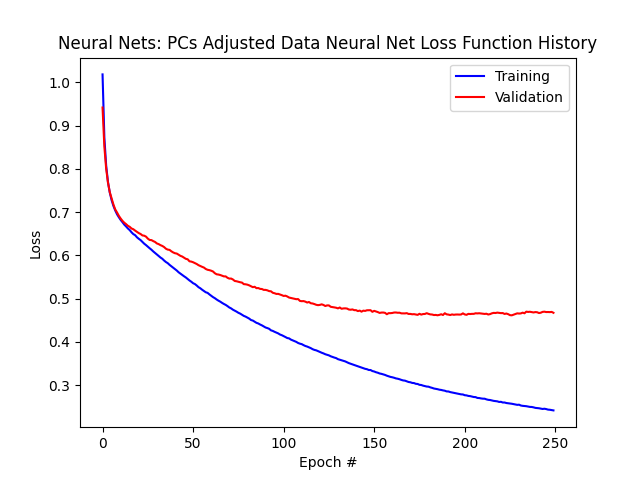 Neural Nets: PCs Adjusted Data Neural Net Loss Function History
Training
Validation
Loss
1.0
0.9
0.8
0.7
0.6
0.5
0.4
0.3
0 50 100 150 200 250
Epoch #